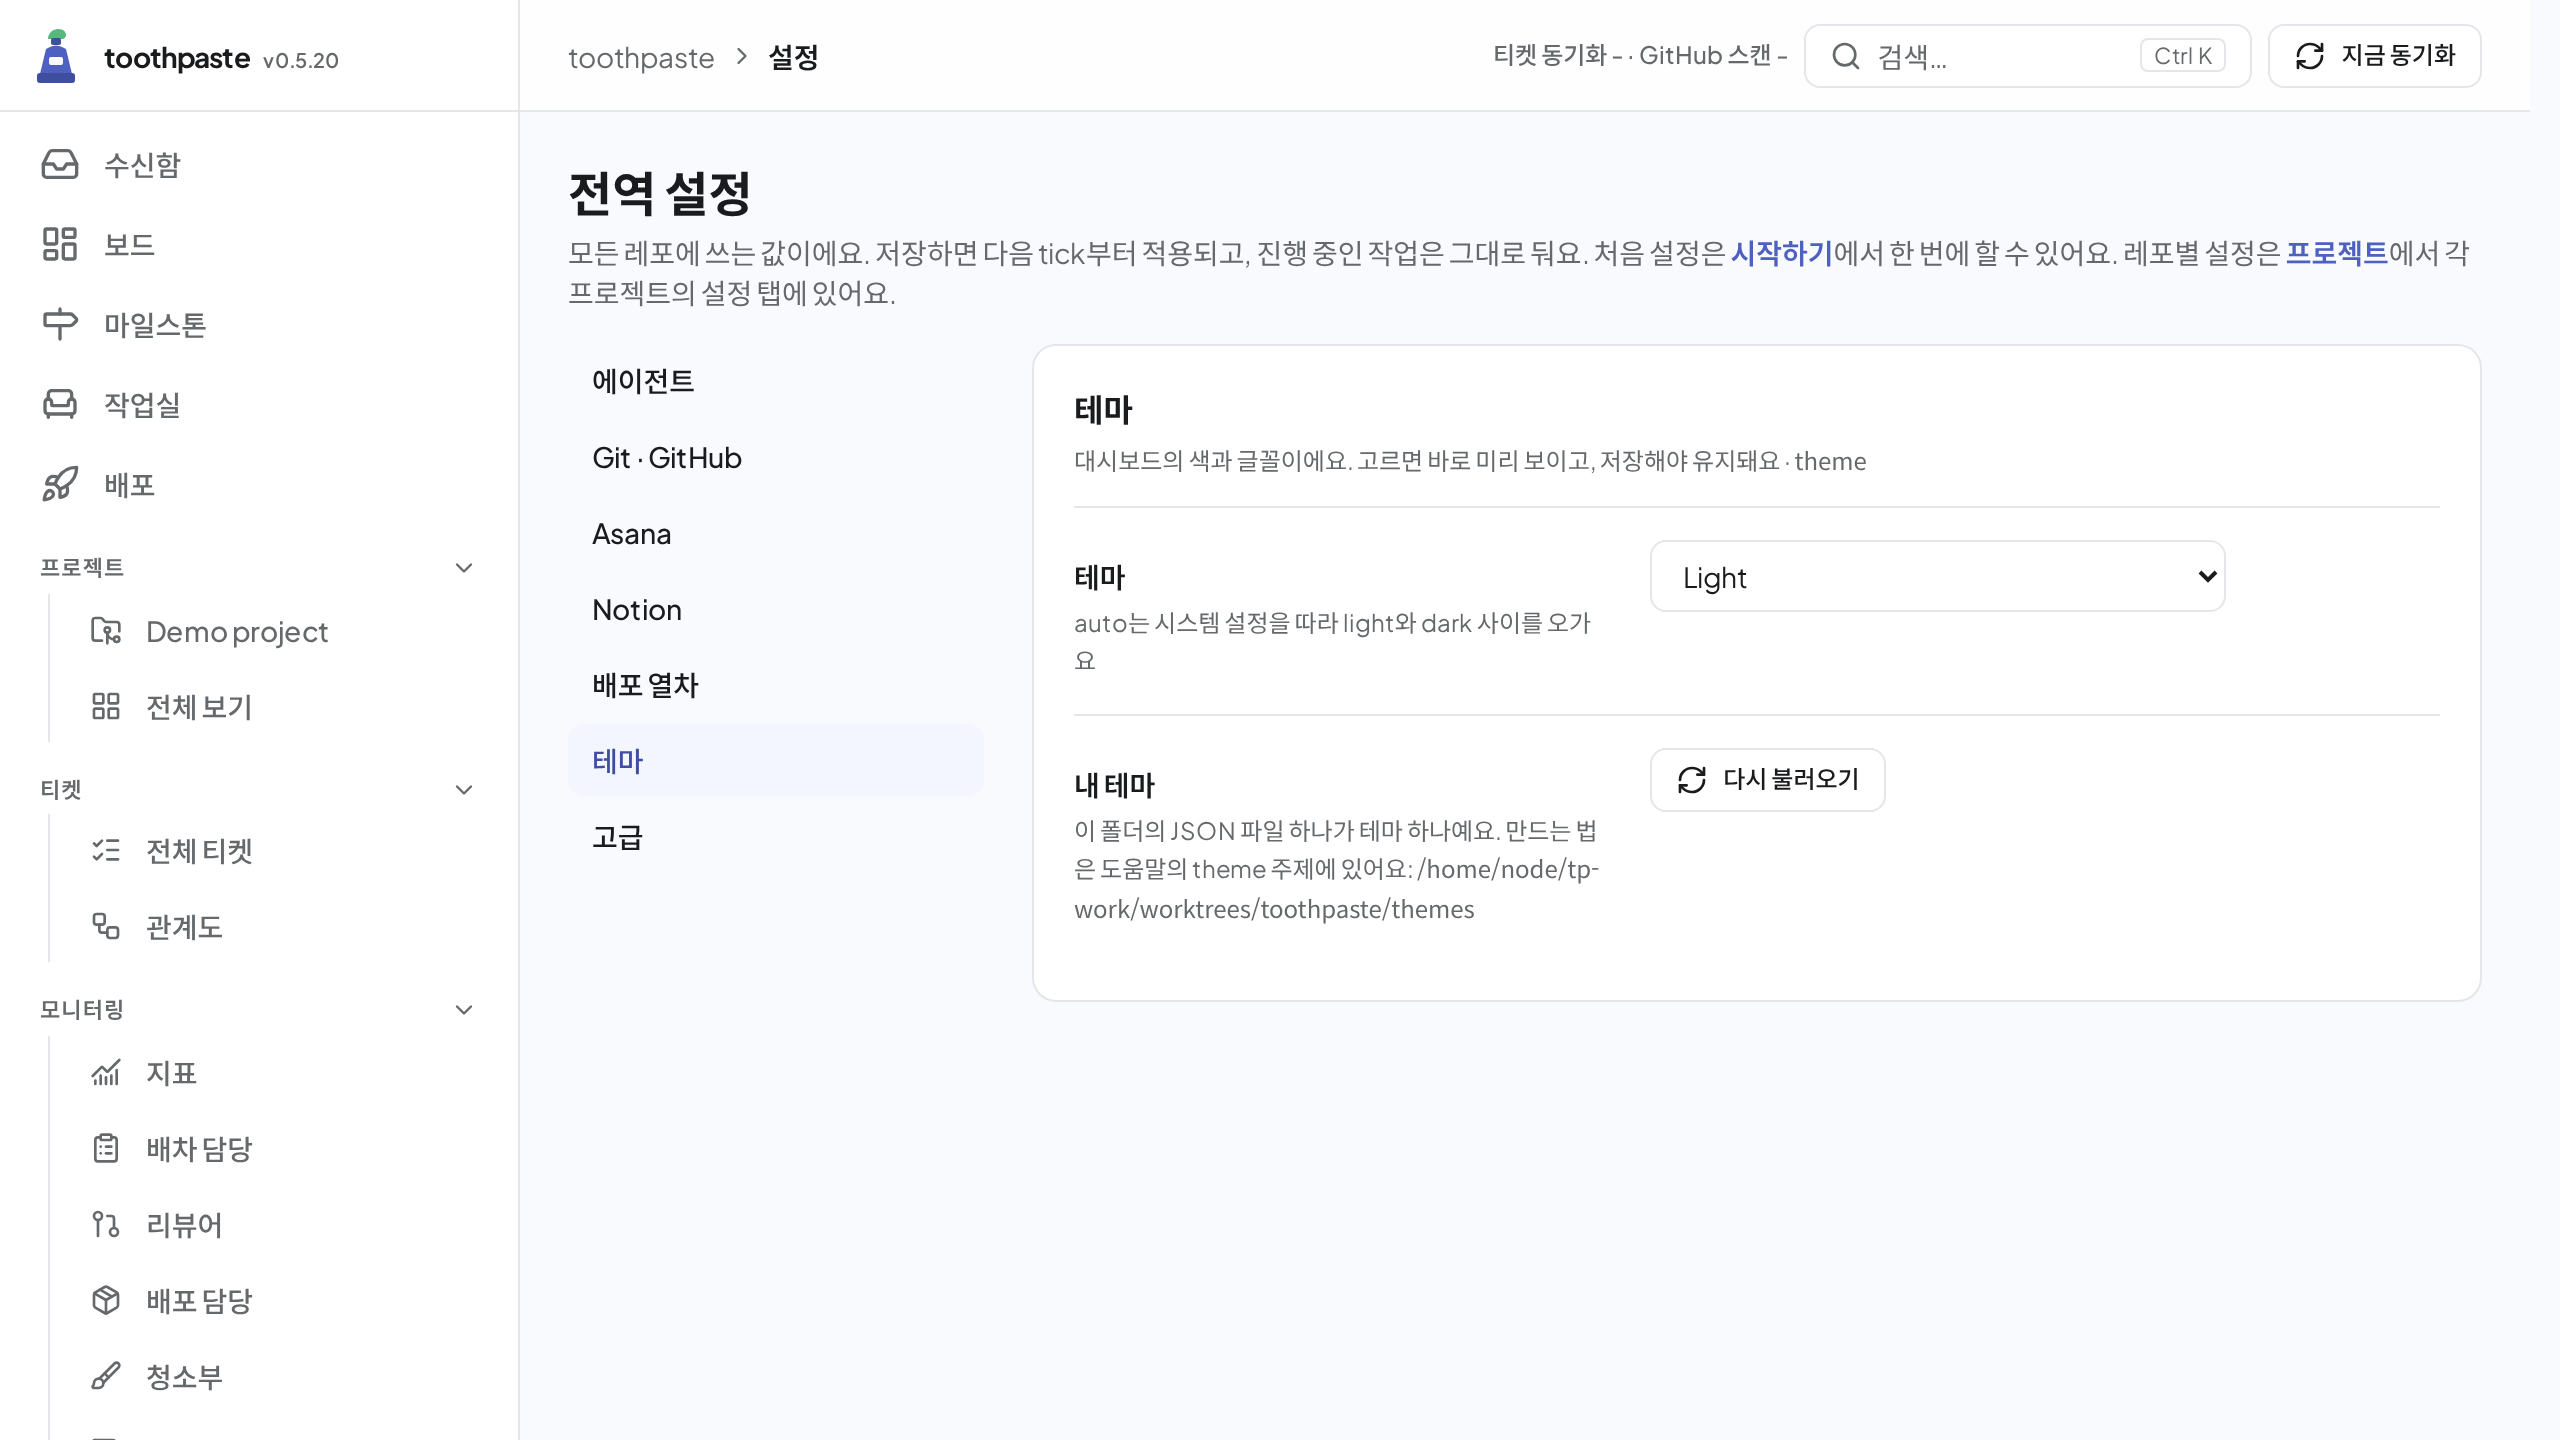 toothpaste v0.5.20
toothpaste > 설정
티켓 동기화 - · GitHub 스캔 -
검색...
Ctrl K
지금 동기화
수신함
보드
마일스톤
작업실
배포
프로젝트
Demo project
전체 보기
티켓
전체 티켓
관계도
모니터링
지표
배차 담당
리뷰어
배포 담당
청소부
전역 설정
모든 레포에 쓰는 값이에요. 저장하면 다음 tick부터 적용되고, 진행 중인 작업은 그대로 둬요. 처음 설정은 시작하기에서 한 번에 할 수 있어요. 레포별 설정은 프로젝트에서 각
프로젝트의 설정 탭에 있어요.
에이전트
Git · GitHub
Asana
Notion
배포 열차
테마
고급
테마
대시보드의 색과 글꼴이에요. 고르면 바로 미리 보이고, 저장해야 유지돼요 · theme
테마
auto는 시스템 설정을 따라 light와 dark 사이를 오가
요
Light
내 테마
이 폴더의 JSON 파일 하나가 테마 하나예요. 만드는 법
은 도움말의 theme 주제에 있어요: /home/node/tp-
work/worktrees/toothpaste/themes
다시 불러오기